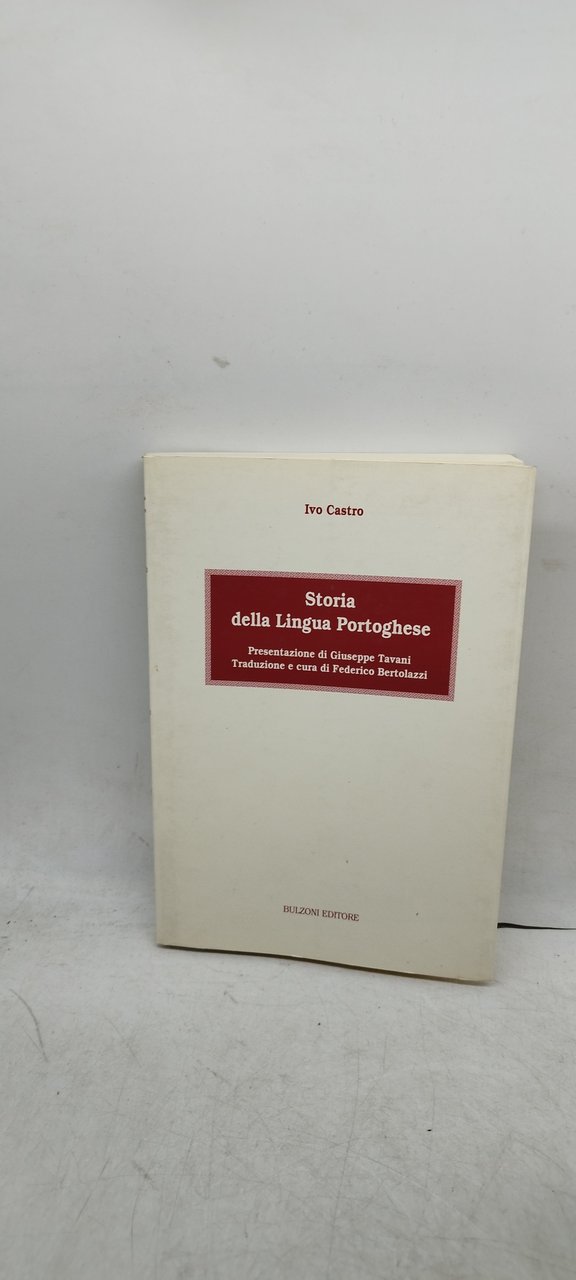 Ivo Castro
Storia
della Lingua Portoghese
Presentazione di Giuseppe Tavani
Traduzione e cura di Federico Bertolazzi
BULZONI EDITORE